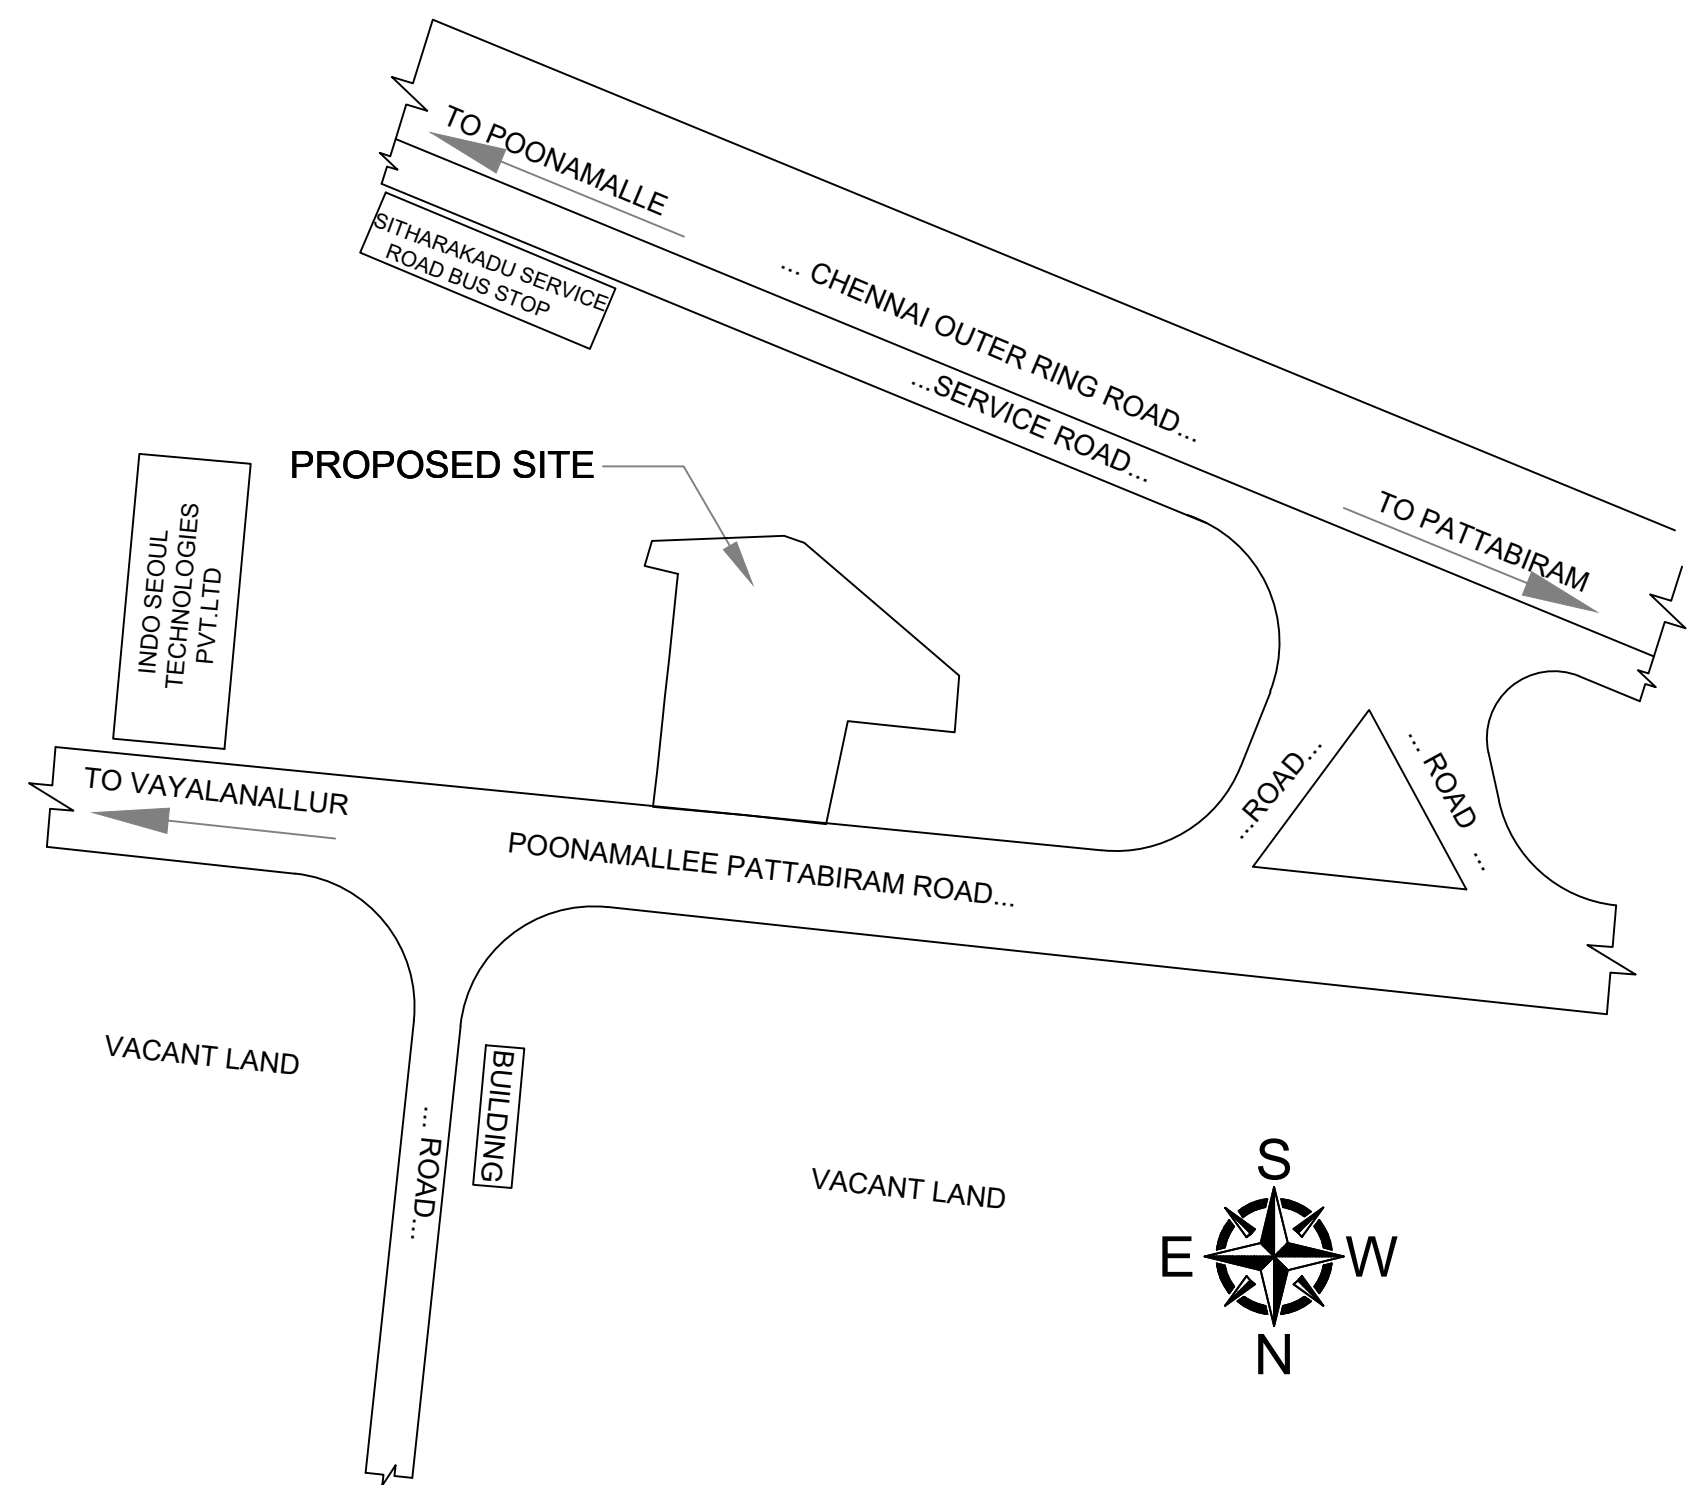 TO POONAMALLE
SITHARAKADU SERVICE
ROAD BUS STOP
... CHENNAI OUTER RING ROAD...
...SERVICE ROAD...
TO PATTABIRAM
PROPOSED SITE
INDO SEOUL
TECHNOLOGIES
PVT.LTD
TO VAYALANALLUR
POONAMALLEE PATTABIRAM ROAD...
...ROAD...
... ROAD ...
VACANT LAND
... ROAD...
BUILDING
VACANT LAND
S
E W
N